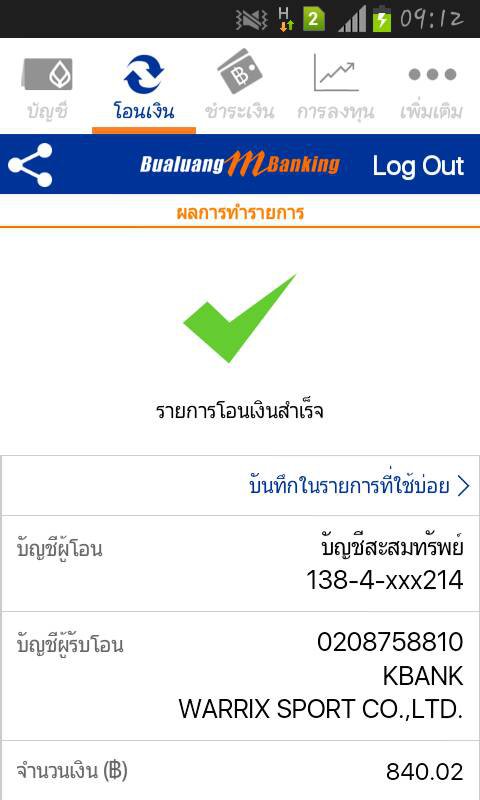 H
2
09:12
บัญชี
โอนเงิน
ชำระเงิน
การลงทุน
เพิ่มเติม
Bualuang mBanking
Log Out
ผลการทำรายการ
รายการโอนเงินสำเร็จ
บันทึกในรายการที่ใช้บ่อย
บัญชีผู้โอน
บัญชีสะสมทรัพย์
138-4-xxx214
บัญชีผู้รับโอน
0208758810
KBANK
WARRIX SPORT CO.,LTD.
จำนวนเงิน (฿) 840.02